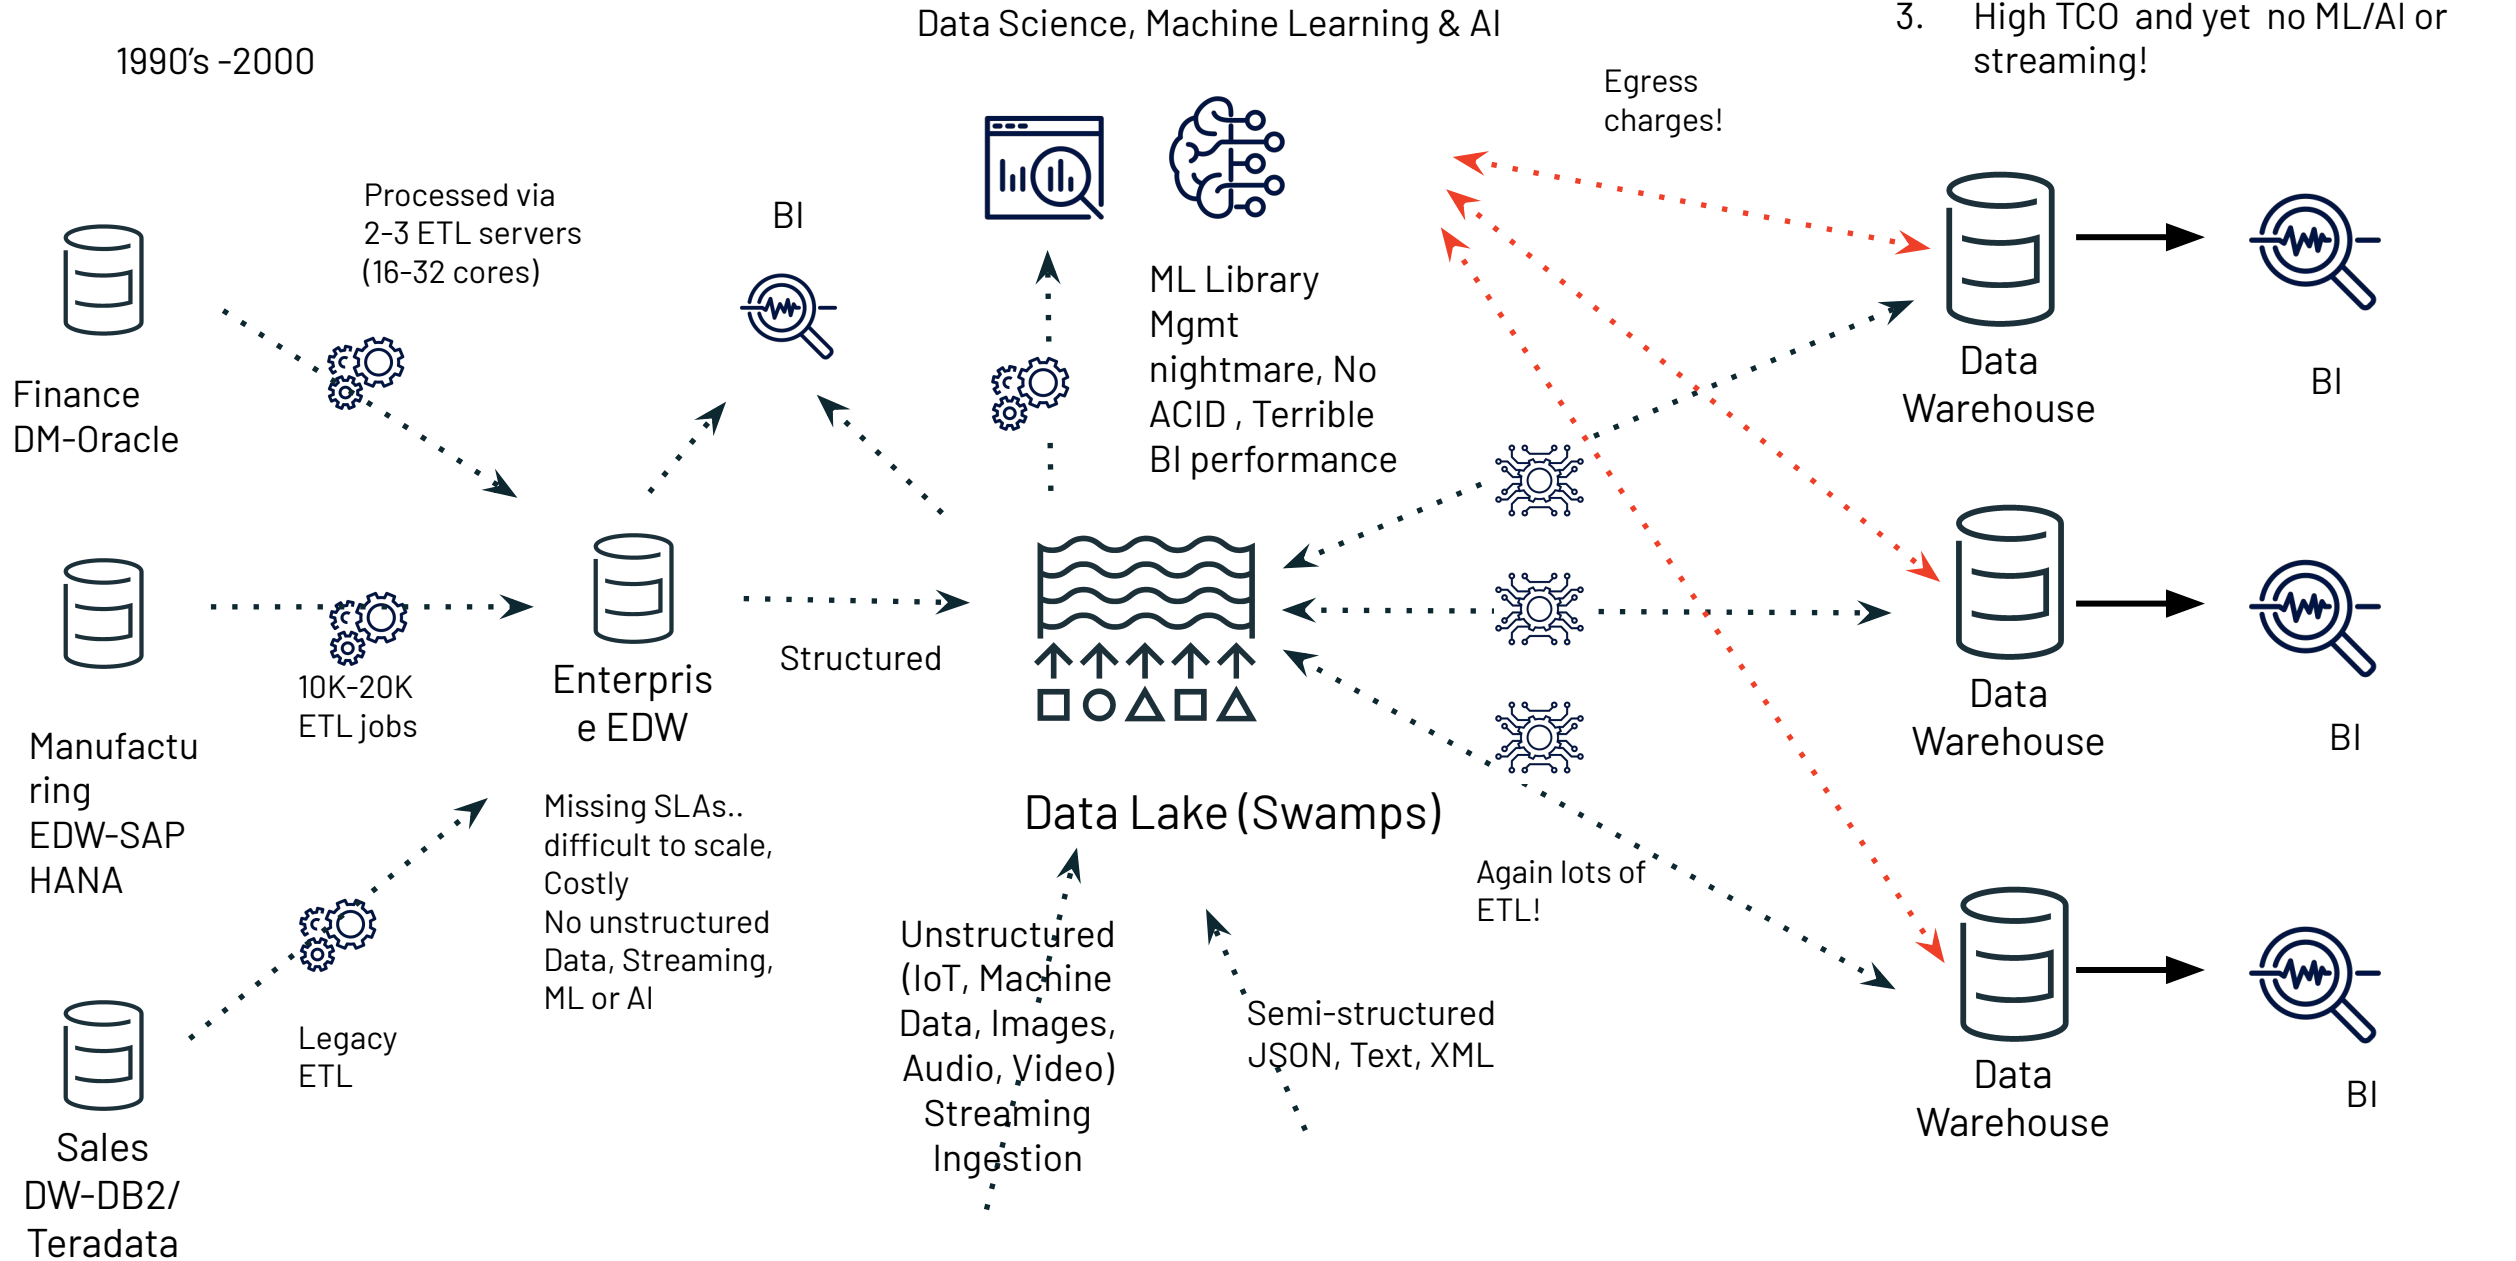 1990's -2000
Data Science, Machine Learning & AI
3. High TCO and yet no ML/AI or
streaming!
Egress
charges!
Processed via
2-3 ETL servers
(16-32 cores)
BI
Finance
DM-Oracle
ML Library
Mgmt
nightmare, No
ACID , Terrible
BI performance
Data
Warehouse
BI
Manufactu
ring
EDW-SAP
HANA
10K-20K
ETL jobs
Enterpris
e EDW
Structured
Data
Warehouse
BI
Missing SLAs..
difficult to scale,
Costly
No unstructured
Data, Streaming,
ML or AI
Data Lake (Swamps)
Again lots of
ETL!
Legacy
ETL
Unstructured
(IoT, Machine
Data, Images,
Audio, Video)
Streaming
Ingestion
Semi-structured
JSON, Text, XML
Data
Warehouse
BI
Sales
DW-DB2/
Teradata